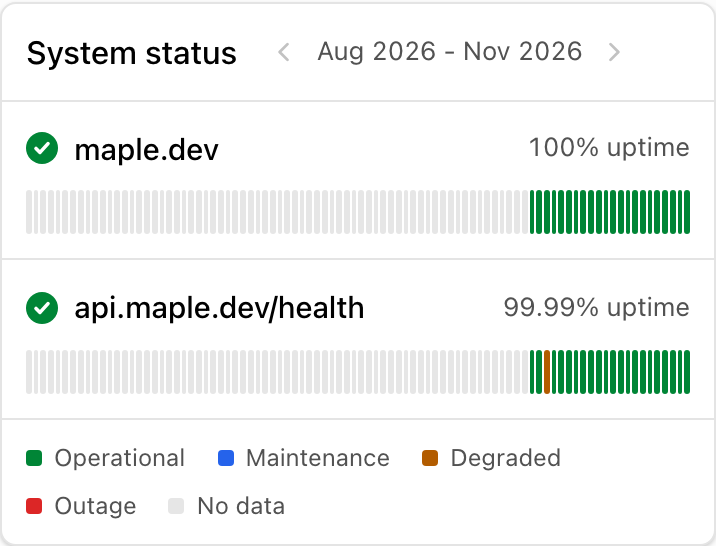 System status Aug 2026 - Nov 2026
maple.dev 100% uptime
api.maple.dev/health 99.99% uptime
Operational Maintenance Degraded
Outage No data